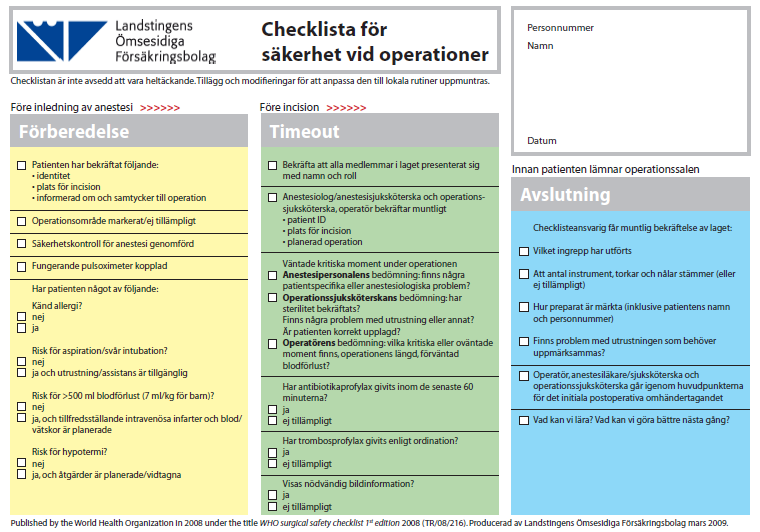 Landstingens
Ömsesidiga
Försäkringsbolag
Checklista för
säkerhet vid operationer
Checklistan är inte avsedd att vara heltäckande. Tillägg och modifieringar för att anpassa den till lokala rutiner uppmuntras.
Personnummer
Namn
Datum
Före inledning av anestesi >>>>>>
Förberedelse
Patienten har bekräftat följande:
• identitet
• plats för incision
• informerad om och samtycker till operation
Operationsområde markerat/ej tillämpligt
Säkerhetskontroll för anestesi genomförd
Fungerande pulsoximeter kopplad
Har patienten något av följande:
Känd allergi?
nej
ja
Risk för aspiration/svår intubation?
nej
ja och utrustning/assistans är tillgänglig
Risk för >500 ml blodförlust (7 ml/kg för barn)?
nej
ja, och tillfredsställande intravenösa infarter och blod/
vätskor är planerade
Risk för hypotermi?
nej
ja, och åtgärder är planerade/vidtagna
Före incision >>>>>>
Timeout
Bekräfta att alla medlemmar i laget presenterat sig
med namn och roll
Anestesiolog/anestesisjuksköterska och operations-
sjuksköterska, operatör bekräftar muntligt
• patient ID
• plats för incision
• planerad operation
Väntade kritiska moment under operationen
Anestesipersonalens bedömning: finns några
patientspecifika eller anestesiologiska problem?
Operationssjuksköterskans bedömning: har
sterilitet bekräftats?
Finns några problem med utrustning eller annat?
Är patienten korrekt upplagd?
Operatörens bedömning: vilka kritiska eller oväntade
moment finns, operationens längd, förväntad
blodförlust?
Har antibiotikaprofylax givits inom de senaste 60
minuterna?
ja
ej tillämpligt
Har trombosprofylax givits enligt ordination?
ja
ej tillämpligt
Visas nödvändig bildinformation?
ja
ej tillämpligt
Innan patienten lämnar operationssalen
Avslutning
Checklisteansvarig får muntlig bekräftelse av laget:
Vilket ingrepp har utförts
Att antal instrument, torkar och nålar stämmer (eller
ej tillämpligt)
Hur preparat är märkta (inklusive patientens namn
och personnummer)
Finns problem med utrustningen som behöver
uppmärksammas?
Operatör, anestesiläkare/sjuksköterska och
operationssjuksköterska går igenom huvudpunkterna
för det initiala postoperativa omhändertagandet
Vad kan vi lära? Vad kan vi göra bättre nästa gång?
Published by the World Health Organization in 2008 under the title WHO surgical safety checklist 1st edition 2008 (TR/08/216). Producerad av Landstingens Ömsesidiga Försäkringsbolag mars 2009.